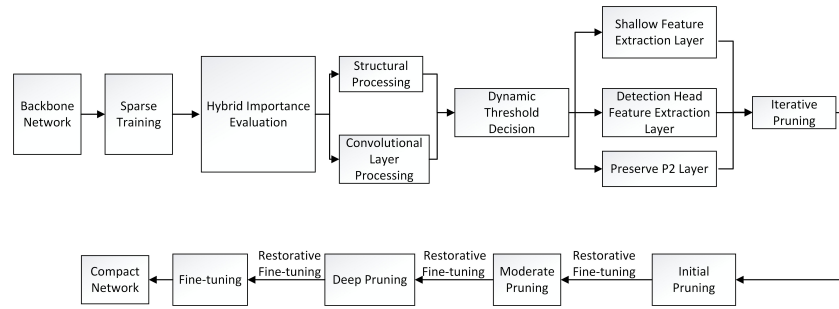 Backbone
Network
Sparse
Training
Hybrid Importance
Evaluation
Structural
Processing
Convolutional
Layer
Processing
Dynamic
Threshold
Decision
Shallow Feature
Extraction Layer
Detection Head
Feature Extraction
Layer
Preserve P2 Layer
Iterative
Pruning
Compact
Network
Fine-tuning
Restorative
Fine-tuning
Deep Pruning
Restorative
Fine-tuning
Moderate
Pruning
Restorative
Fine-tuning
Initial
Pruning